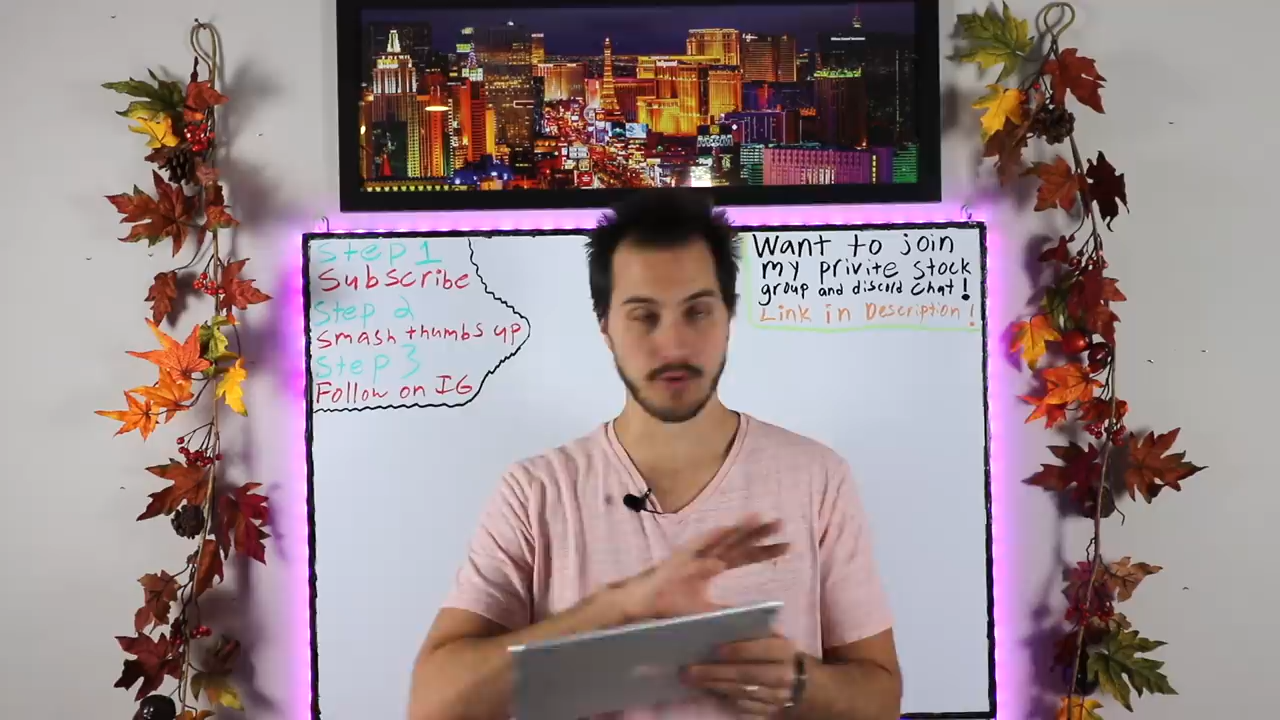 Step 1
Subscribe
Step 2
Smash thumbs up
Step 3
Follow on IG
Want to join
my privite stock
group and discord chat!
Link in Description!